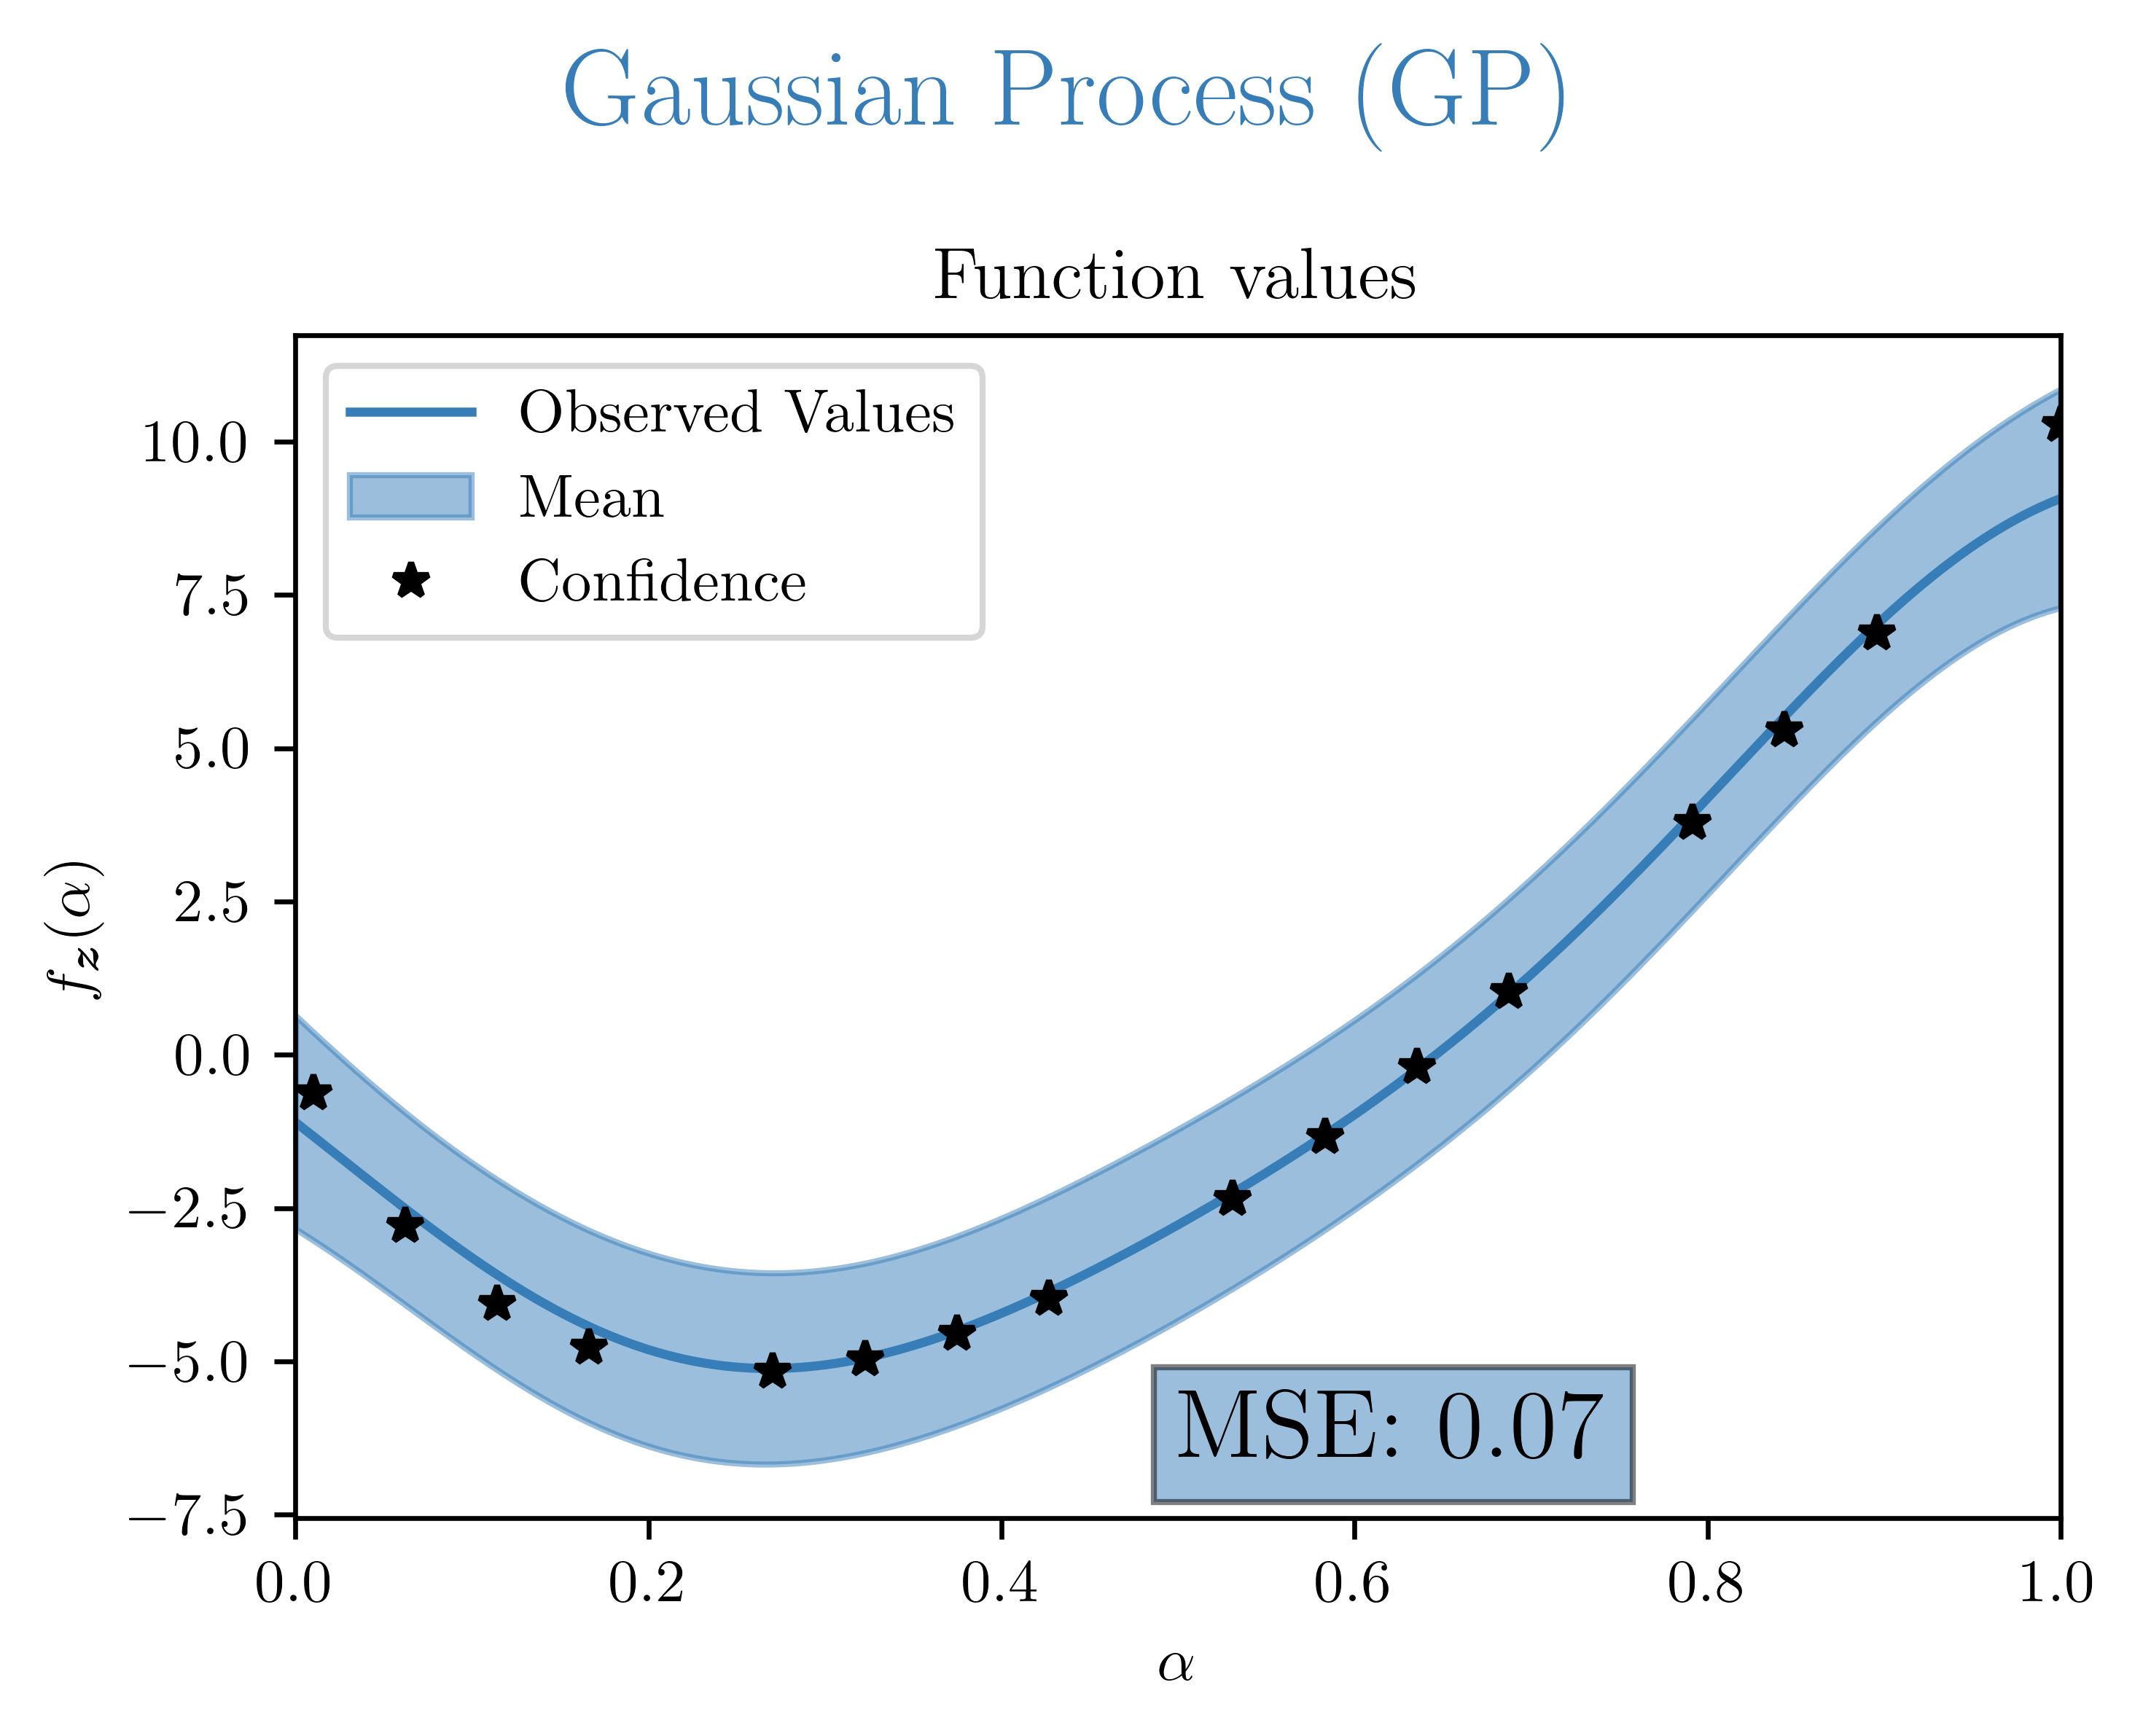 Gaussian Process (GP)
Function values
Observed Values
Mean
Confidence
10.0
7.5
5.0
2.5
0.0
−2.5
−5.0
−7.5
f_z(α)
MSE: 0.07
0.0 0.2 0.4 0.6 0.8 1.0
α